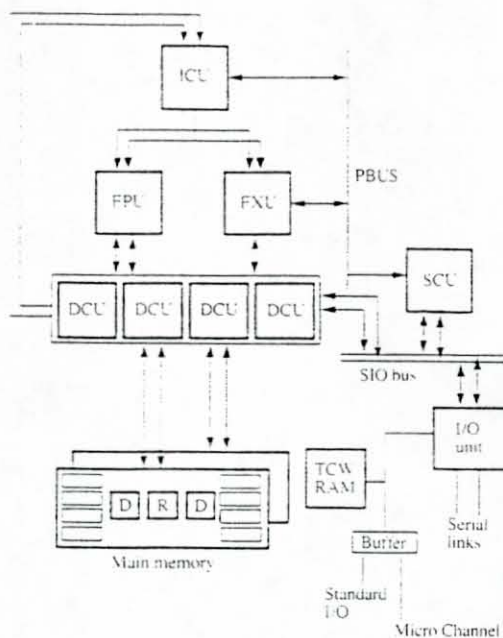 ICU
PBUS
FPU
FXU
SCU
DCU
DCU
DCU
DCU
SIO bus
I/O
unit
TCW
RAM
D
R
D
Serial
links
Buffer
Main memory
Standard
I/O
Micro Channel